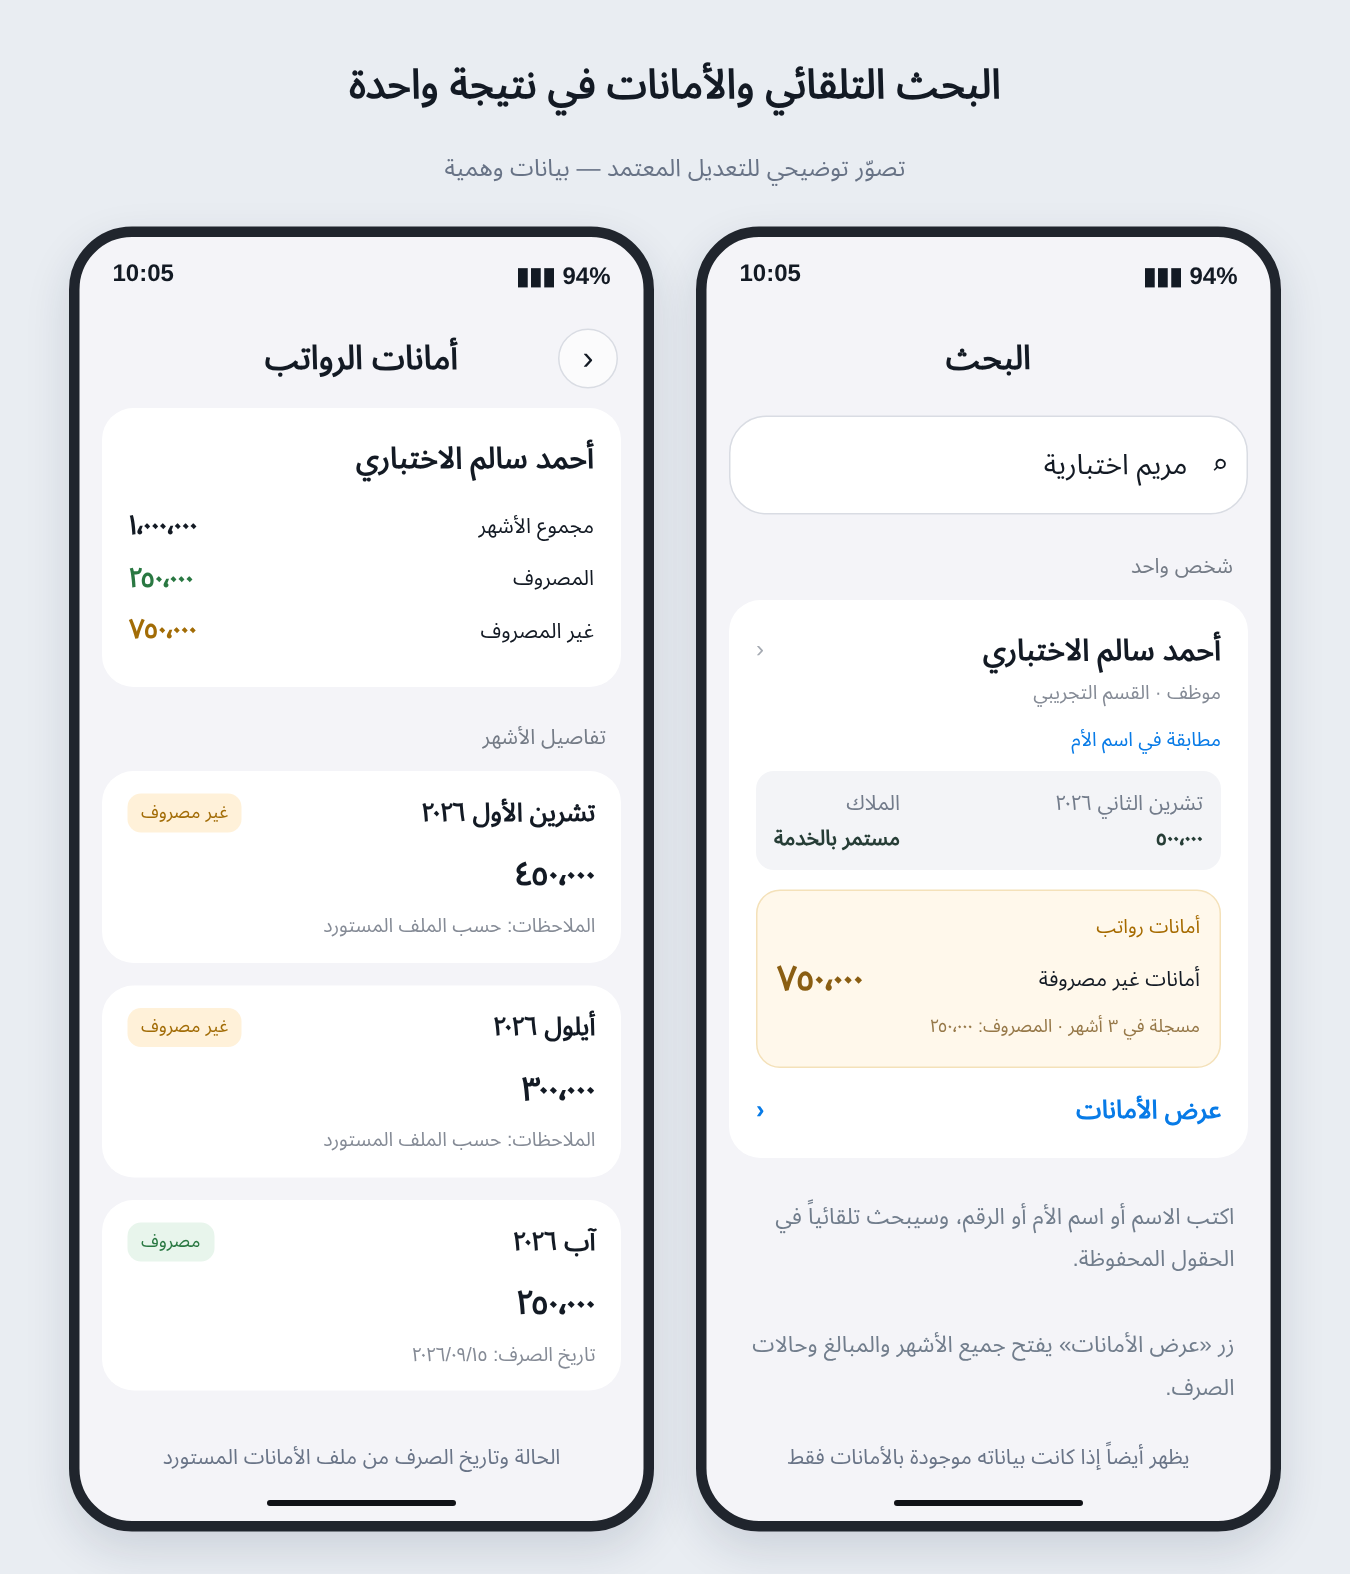 البحث التلقائي والأمانات في نتيجة واحدة
تصوّر توضيحي للتعديل المعتمد — بيانات وهمية
10:05
94%
البحث
مريم اختبارية
شخص واحد
أحمد سالم الاختباري
موظف · القسم التجريبي
مطابقة في اسم الأم
تشرين الثاني ٢٠٢٦
الملاك
٥٠٠،٠٠٠
مستمر بالخدمة
أمانات رواتب
أمانات غير مصروفة
٧٥٠،٠٠٠
مسجلة في ٣ أشهر · المصروف: ٢٥٠،٠٠٠
عرض الأمانات
اكتب الاسم أو اسم الأم أو الرقم، وسيبحث تلقائياً في
الحقول المحفوظة.
زر «عرض الأمانات» يفتح جميع الأشهر والمبالغ وحالات
الصرف.
يظهر أيضاً إذا كانت بياناته موجودة بالأمانات فقط
10:05
94%
أمانات الرواتب
أحمد سالم الاختباري
مجموع الأشهر
١،٠٠٠،٠٠٠
المصروف
٢٥٠،٠٠٠
غير المصروف
٧٥٠،٠٠٠
تفاصيل الأشهر
تشرين الأول ٢٠٢٦
غير مصروف
٤٥٠،٠٠٠
الملاحظات: حسب الملف المستورد
أيلول ٢٠٢٦
غير مصروف
٣٠٠،٠٠٠
الملاحظات: حسب الملف المستورد
آب ٢٠٢٦
مصروف
٢٥٠،٠٠٠
تاريخ الصرف: ٢٠٢٦/٠٩/١٥
الحالة وتاريخ الصرف من ملف الأمانات المستورد